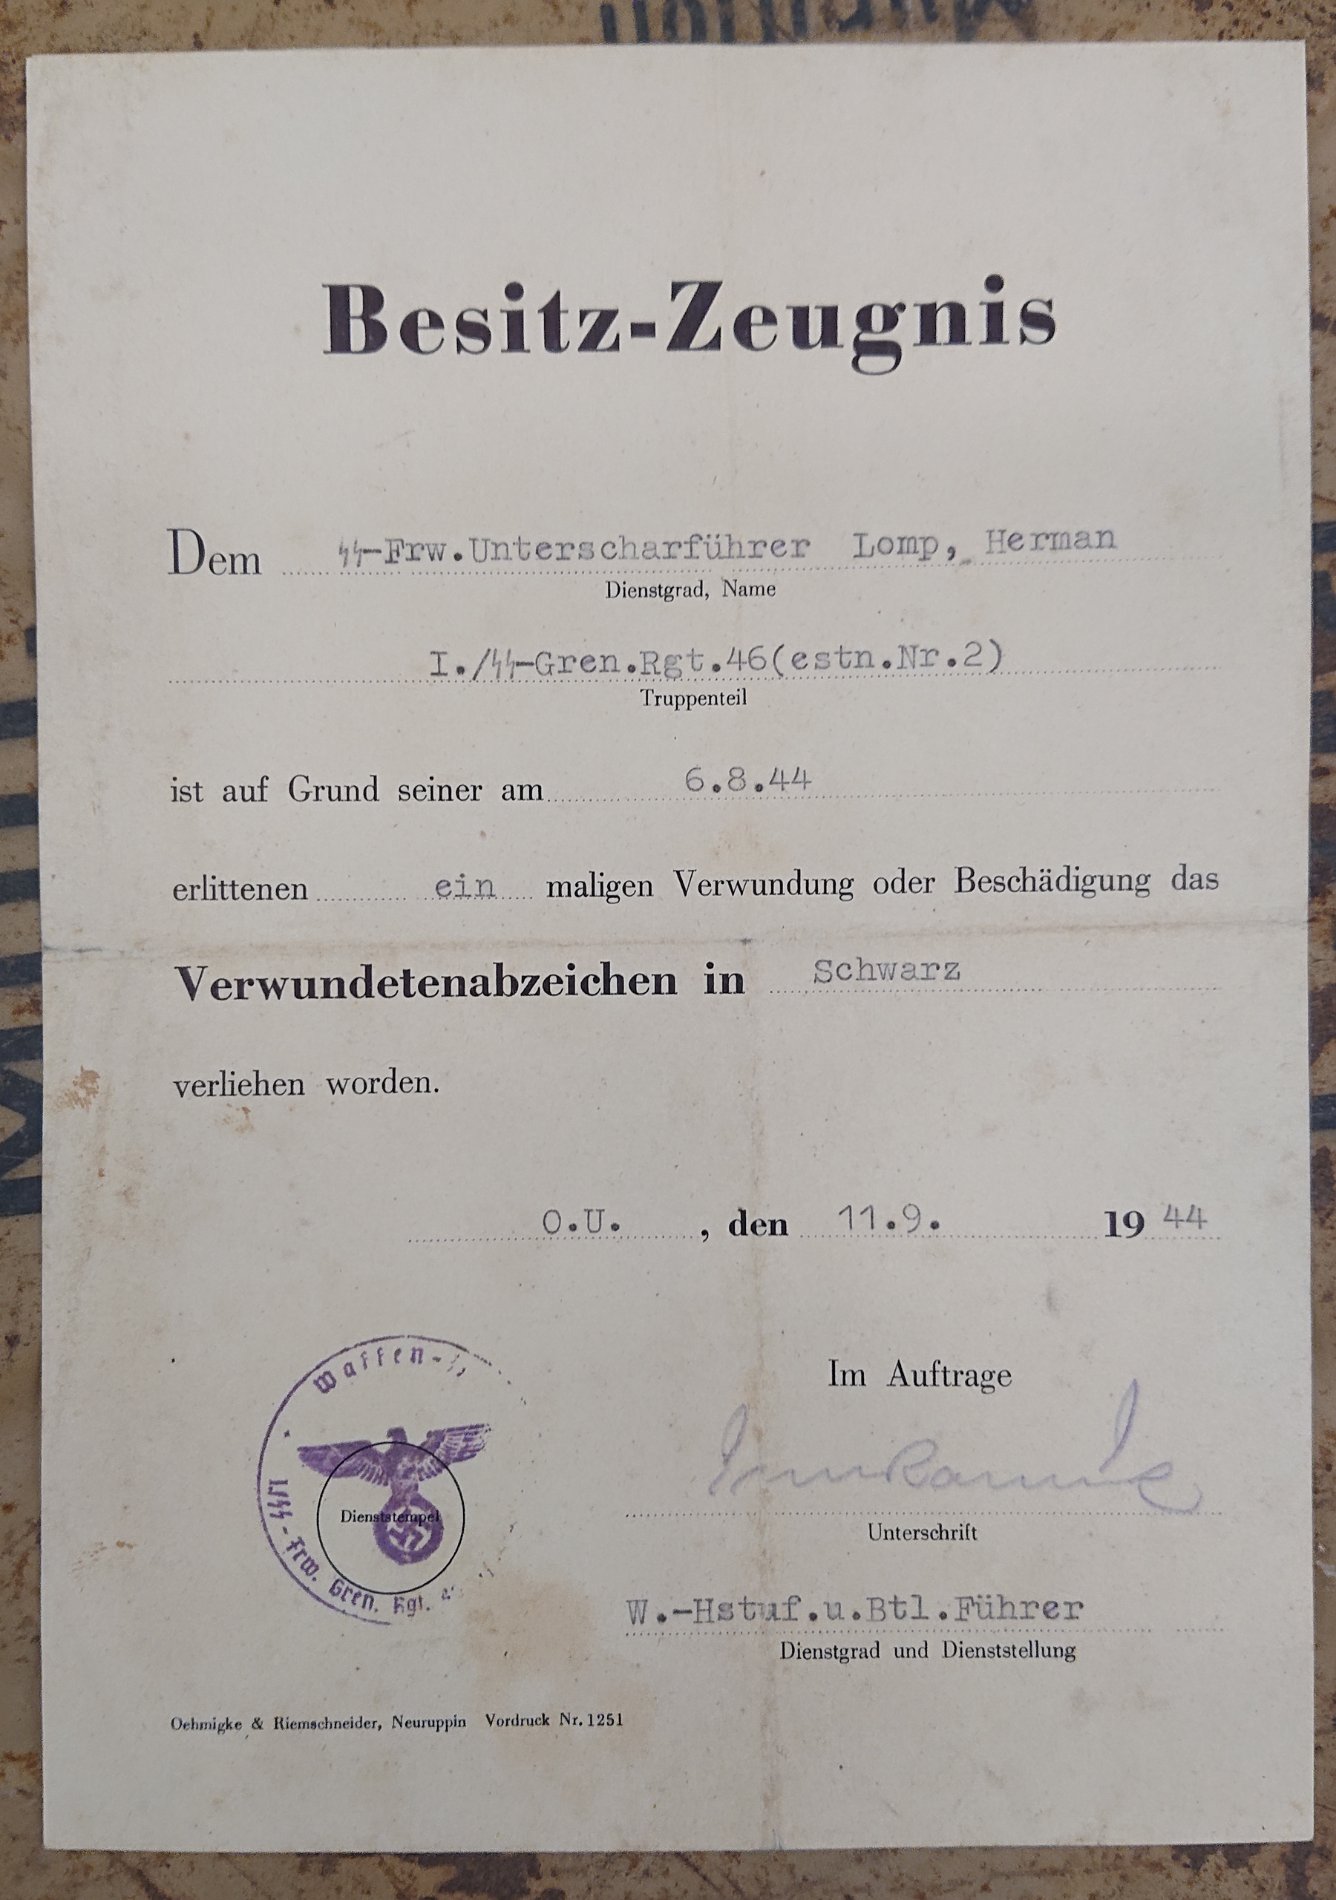 Munition
Besitz-Zeugnis
Dem ᛋᛋ-Frw.Unterscharführer Lomp, Herman
Dienstgrad, Name
I./ᛋᛋ-Gren.Rgt.46(estn.Nr.2)
Truppenteil
ist auf Grund seiner am 6.8.44
erlittenen ein maligen Verwundung oder Beschädigung das
Verwundetenabzeichen in Schwarz
verliehen worden.
O.U. , den 11.9. 1944
Waffen-ᛋᛋ
I./ᛋᛋ-Frw. Gren. Rgt.
Dienststempel
Im Auftrage
Unterschrift
W.-Hstuf.u.Btl.Führer
Dienstgrad und Dienststellung
Oehmigke & Riemschneider, Neuruppin Vordruck Nr. 1251